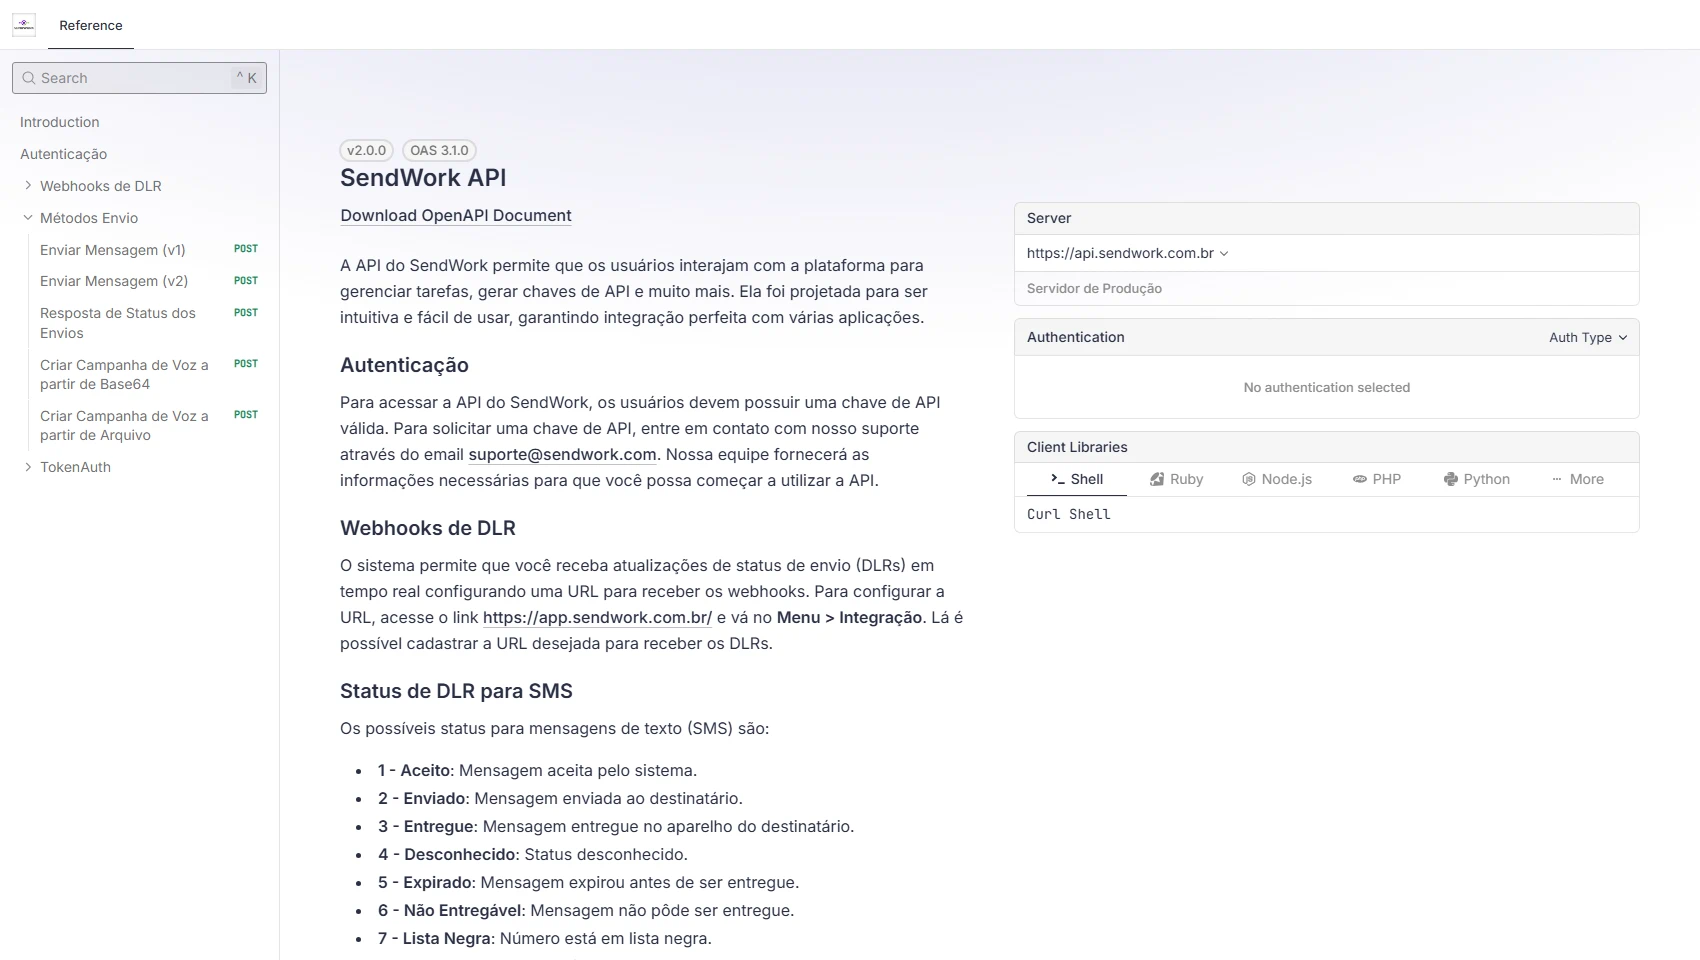 Reference
Search
^ K
Introduction
Autenticação
Webhooks de DLR
Métodos Envio
Enviar Mensagem (v1) POST
Enviar Mensagem (v2) POST
Resposta de Status dos POST
Envios
Criar Campanha de Voz a POST
partir de Base64
Criar Campanha de Voz a POST
partir de Arquivo
TokenAuth
v2.0.0 OAS 3.1.0
SendWork API
Download OpenAPI Document
A API do SendWork permite que os usuários interajam com a plataforma para
gerenciar tarefas, gerar chaves de API e muito mais. Ela foi projetada para ser
intuitiva e fácil de usar, garantindo integração perfeita com várias aplicações.
Autenticação
Para acessar a API do SendWork, os usuários devem possuir uma chave de API
válida. Para solicitar uma chave de API, entre em contato com nosso suporte
através do email suporte@sendwork.com. Nossa equipe fornecerá as
informações necessárias para que você possa começar a utilizar a API.
Webhooks de DLR
O sistema permite que você receba atualizações de status de envio (DLRs) em
tempo real configurando uma URL para receber os webhooks. Para configurar a
URL, acesse o link https://app.sendwork.com.br/ e vá no Menu > Integração. Lá é
possível cadastrar a URL desejada para receber os DLRs.
Status de DLR para SMS
Os possíveis status para mensagens de texto (SMS) são:
1 - Aceito: Mensagem aceita pelo sistema.
2 - Enviado: Mensagem enviada ao destinatário.
3 - Entregue: Mensagem entregue no aparelho do destinatário.
4 - Desconhecido: Status desconhecido.
5 - Expirado: Mensagem expirou antes de ser entregue.
6 - Não Entregável: Mensagem não pôde ser entregue.
7 - Lista Negra: Número está em lista negra.
Server
https://api.sendwork.com.br
Servidor de Produção
Authentication Auth Type
No authentication selected
Client Libraries
Shell Ruby Node.js PHP Python More
Curl Shell